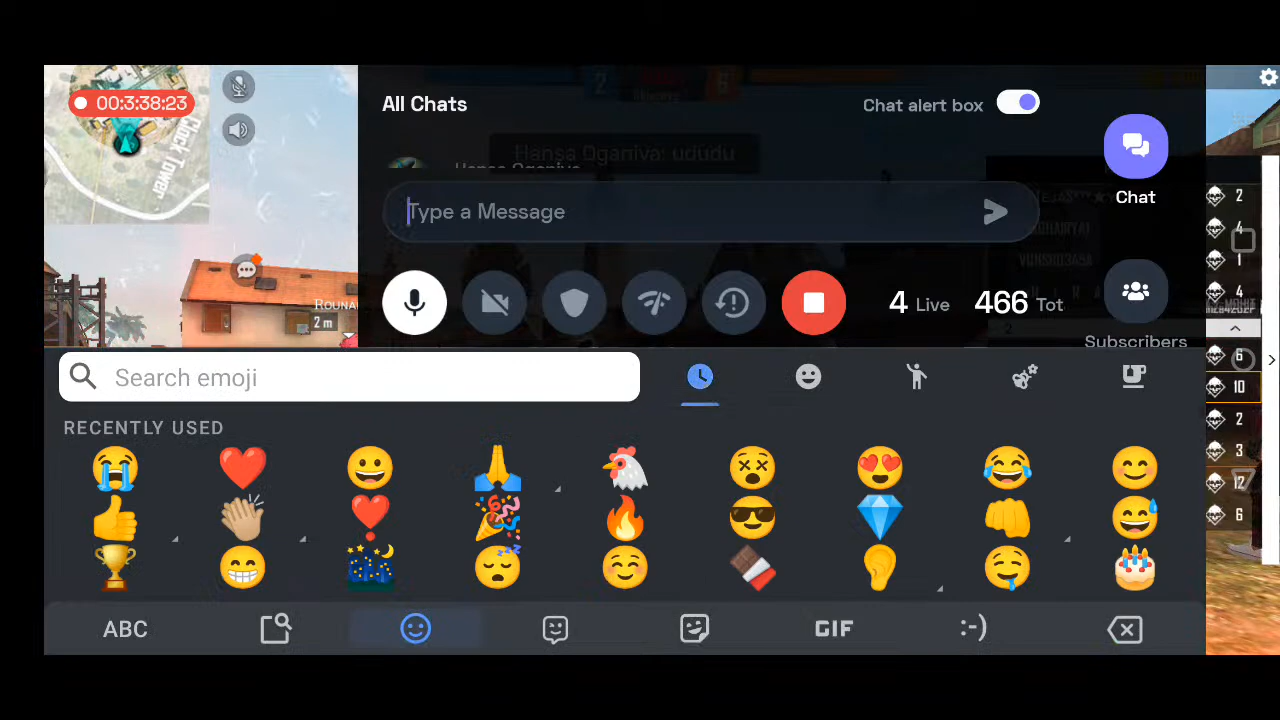 00:3:38:23
Clock Tower
All Chats
Chat alert box
Hansa Oganiya: ududu
Type a Message
Chat
2 m
4 Live 466 Tot
Subscribers
2
4
1
4
6
10
2
3
12
6
Search emoji
RECENTLY USED
ABC
GIF
:-)